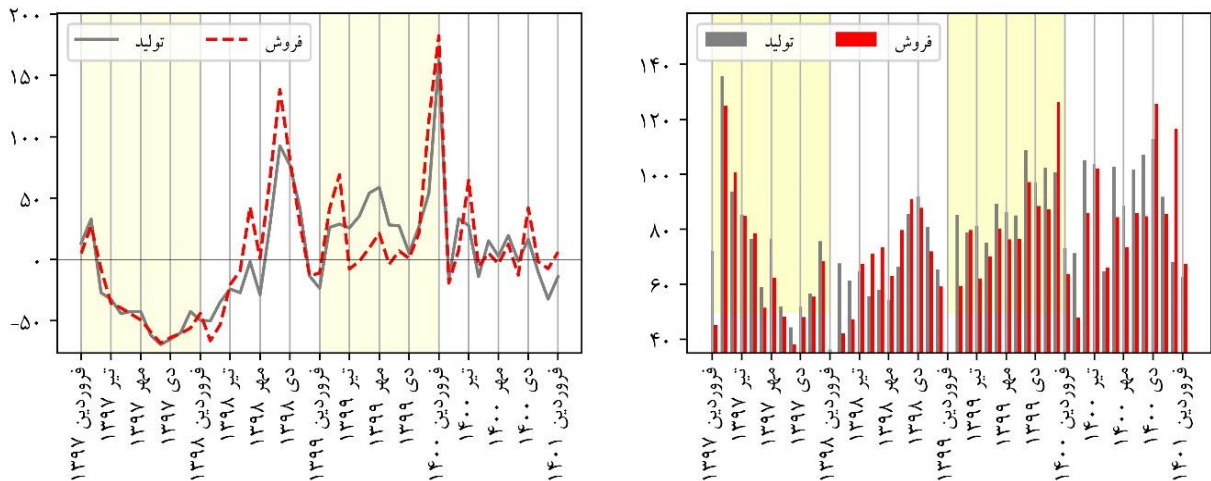 ۲۰۰
۱۵۰
۱۰۰
۵۰
۰
-۵۰
تولید
فروش
فروردین ۱۳۹۷
تیر ۱۳۹۷
مهر ۱۳۹۷
دی ۱۳۹۷
فروردین ۱۳۹۸
تیر ۱۳۹۸
مهر ۱۳۹۸
دی ۱۳۹۸
فروردین ۱۳۹۹
تیر ۱۳۹۹
مهر ۱۳۹۹
دی ۱۳۹۹
فروردین ۱۴۰۰
تیر ۱۴۰۰
مهر ۱۴۰۰
دی ۱۴۰۰
فروردین ۱۴۰۱
۱۴۰
۱۲۰
۱۰۰
۸۰
۶۰
۴۰
تولید
فروش
فروردین ۱۳۹۷
تیر ۱۳۹۷
مهر ۱۳۹۷
دی ۱۳۹۷
فروردین ۱۳۹۸
تیر ۱۳۹۸
مهر ۱۳۹۸
دی ۱۳۹۸
فروردین ۱۳۹۹
تیر ۱۳۹۹
مهر ۱۳۹۹
دی ۱۳۹۹
فروردین ۱۴۰۰
تیر ۱۴۰۰
مهر ۱۴۰۰
دی ۱۴۰۰
فروردین ۱۴۰۱